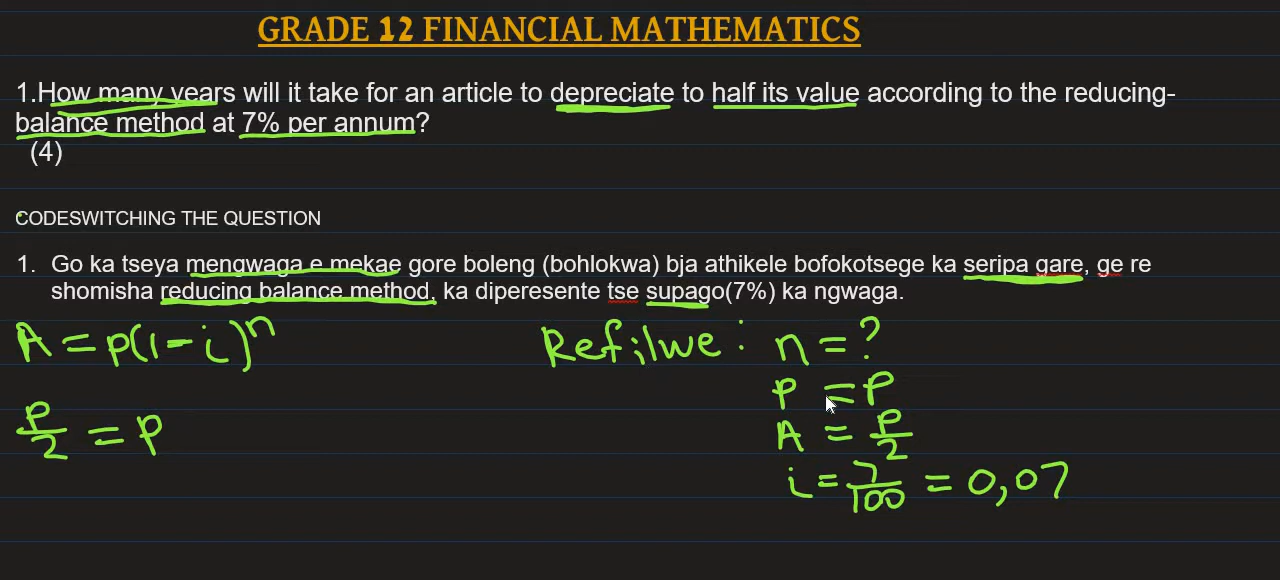 GRADE 12 FINANCIAL MATHEMATICS
1.How many years will it take for an article to depreciate to half its value according to the reducing-
balance method at 7% per annum?
(4)
CODESWITCHING THE QUESTION
1. Go ka tseya mengwaga e mekae gore boleng (bohlokwa) bja athikele bofokotsege ka seripa gare, ge re
shomisha reducing balance method, ka diperesente tse supago(7%) ka ngwaga.
A = p(1 - i)^n
Refilwe : n = ?
p = p
A = p/2
p/2 = p
i = 7/100 = 0,07